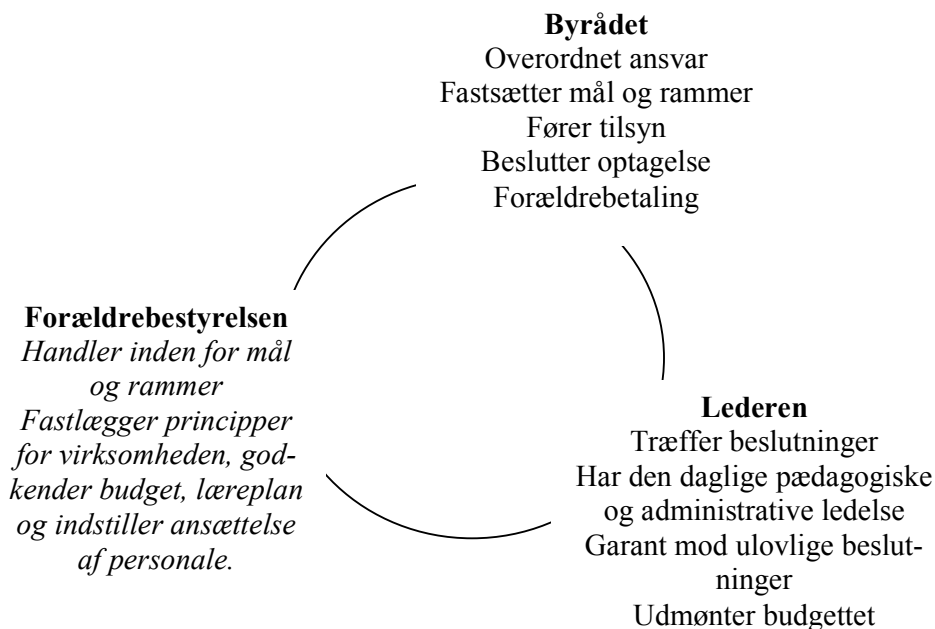 Byrådet
Overordnet ansvar
Fastsætter mål og rammer
Fører tilsyn
Beslutter optagelse
Forældrebetaling
Forældrebestyrelsen
Handler inden for mål
og rammer
Fastlægger principper
for virksomheden, god-
kender budget, læreplan
og indstiller ansættelse
af personale.
Lederen
Træffer beslutninger
Har den daglige pædagogiske
og administrative ledelse
Garant mod ulovlige beslut-
ninger
Udmønter budgettet